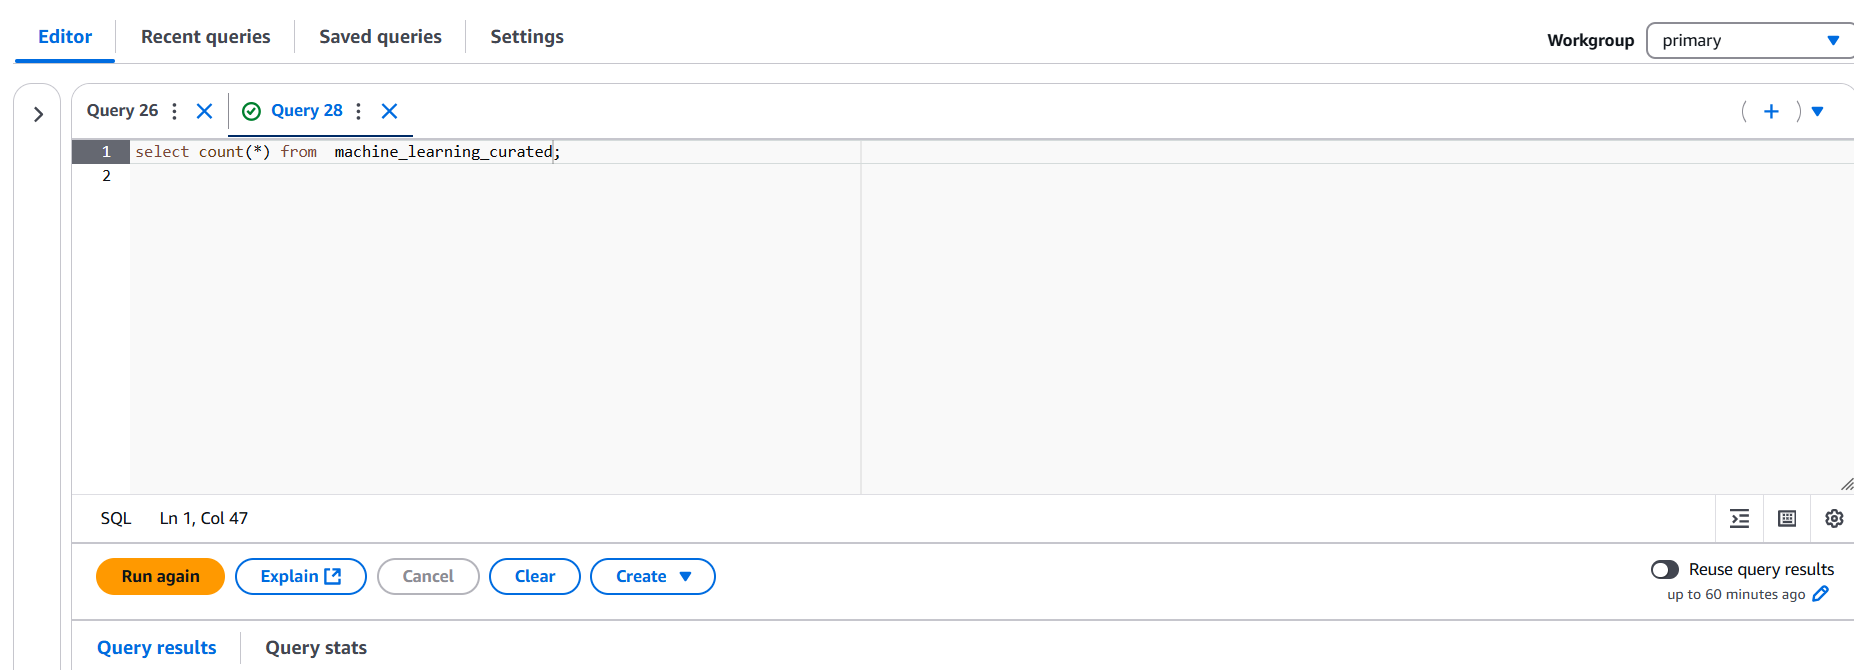 Editor Recent queries Saved queries Settings
Workgroup primary
Query 26 Query 28
1 select count(*) from  machine_learning_curated;
2
SQL Ln 1, Col 47
Run again Explain Cancel Clear Create
Reuse query results
up to 60 minutes ago
Query results Query stats